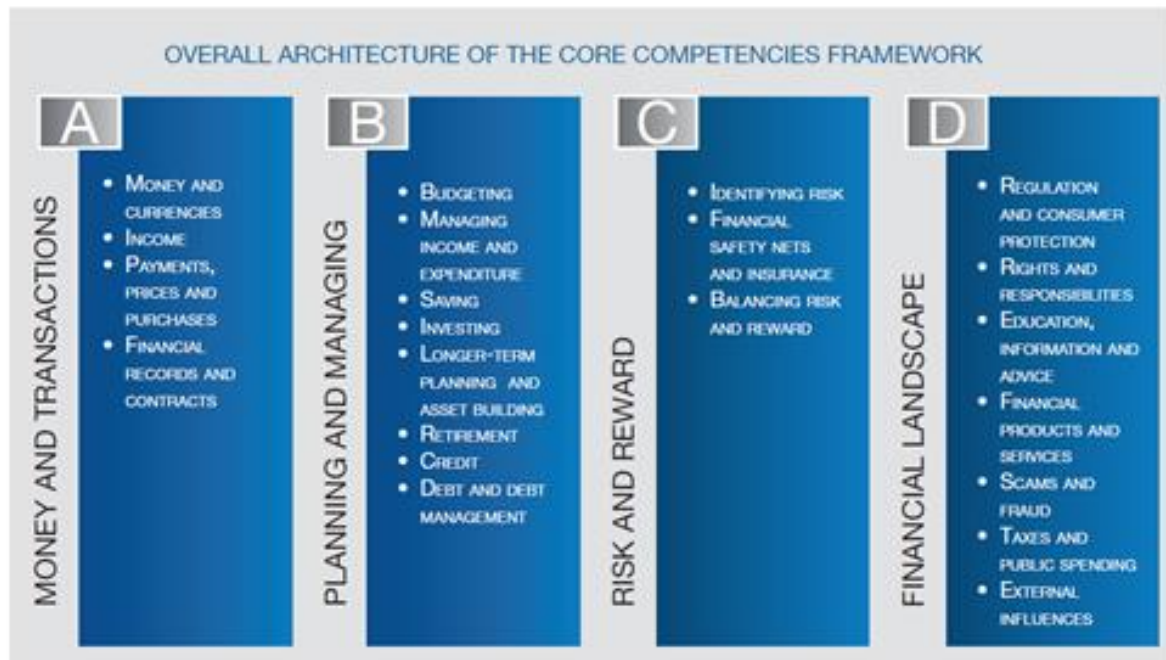 OVERALL ARCHITECTURE OF THE CORE COMPETENCIES FRAMEWORK
A
MONEY AND TRANSACTIONS
• MONEY AND
CURRENCIES
• INCOME
• PAYMENTS,
PRICES AND
PURCHASES
• FINANCIAL
RECORDS AND
CONTRACTS
B
PLANNING AND MANAGING
• BUDGETING
• MANAGING
INCOME AND
EXPENDITURE
• SAVING
• INVESTING
• LONGER-TERM
PLANNING AND
ASSET BUILDING
• RETIREMENT
• CREDIT
• DEBT AND DEBT
MANAGEMENT
C
RISK AND REWARD
• IDENTIFYING RISK
• FINANCIAL
SAFETY NETS
AND INSURANCE
• BALANCING RISK
AND REWARD
D
FINANCIAL LANDSCAPE
• REGULATION
AND CONSUMER
PROTECTION
• RIGHTS AND
RESPONSIBILITIES
• EDUCATION,
INFORMATION AND
ADVICE
• FINANCIAL
PRODUCTS AND
SERVICES
• SCAMS AND
FRAUD
• TAXES AND
PUBLIC SPENDING
• EXTERNAL
INFLUENCES